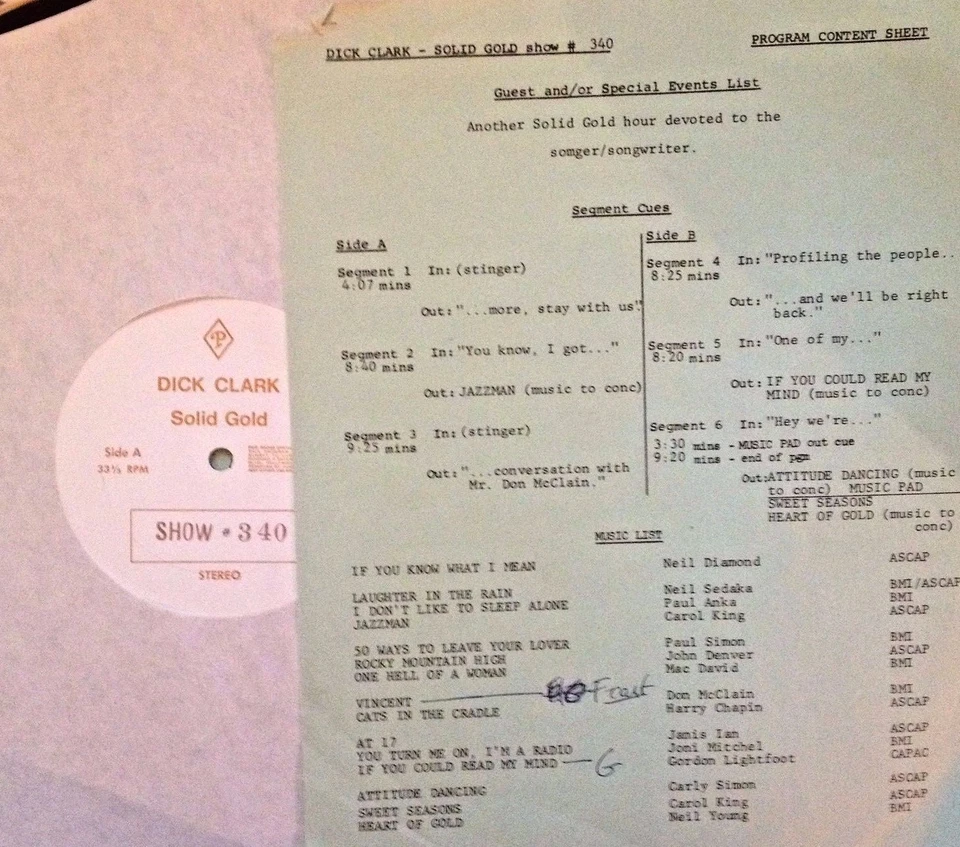 DICK CLARK - SOLID GOLD show # 340
PROGRAM CONTENT SHEET
Guest and/or Special Events List
Another Solid Gold hour devoted to the
somger/songwriter.
Segment Cues
Side A
Segment 1 In: (stinger)
4:07 mins
Out: "...more, stay with us"
Segment 2 In: "You know, I got..."
8:40 mins
Out: JAZZMAN (music to conc)
Segment 3 In: (stinger)
9:25 mins
Out: "...conversation with
Mr. Don McClain."
Side B
Segment 4 In: "Profiling the people..
8:25 mins
Out: "...and we'll be right
back."
Segment 5 In: "One of my..."
8:20 mins
Out: IF YOU COULD READ MY
MIND (music to conc)
Segment 6 In: "Hey we're..."
3:30 mins - MUSIC PAD out cue
9:20 mins - end of pgm
Out: ATTITUDE DANCING (music
to conc) MUSIC PAD
SWEET SEASONS
HEART OF GOLD (music to
conc)
MUSIC LIST
IF YOU KNOW WHAT I MEAN Neil Diamond ASCAP
LAUGHTER IN THE RAIN Neil Sedaka BMI/ASCAP
I DON'T LIKE TO SLEEP ALONE Paul Anka BMI
JAZZMAN Carol King ASCAP
50 WAYS TO LEAVE YOUR LOVER Paul Simon BMI
ROCKY MOUNTAIN HIGH John Denver ASCAP
ONE HELL OF A WOMAN Mac David BMI
VINCENT Don McClain BMI
CATS IN THE CRADLE Harry Chapin ASCAP
AT 17 Janis Ian ASCAP
YOU TURN ME ON, I'M A RADIO Joni Mitchel BMI
IF YOU COULD READ MY MIND G Gordon Lightfoot CAPAC
ATTITUDE DANCING Carly Simon ASCAP
SWEET SEASONS Carol King ASCAP
HEART OF GOLD Neil Young BMI
P
DICK CLARK
Solid Gold
Side A
33⅓ RPM
SHOW # 340
STEREO